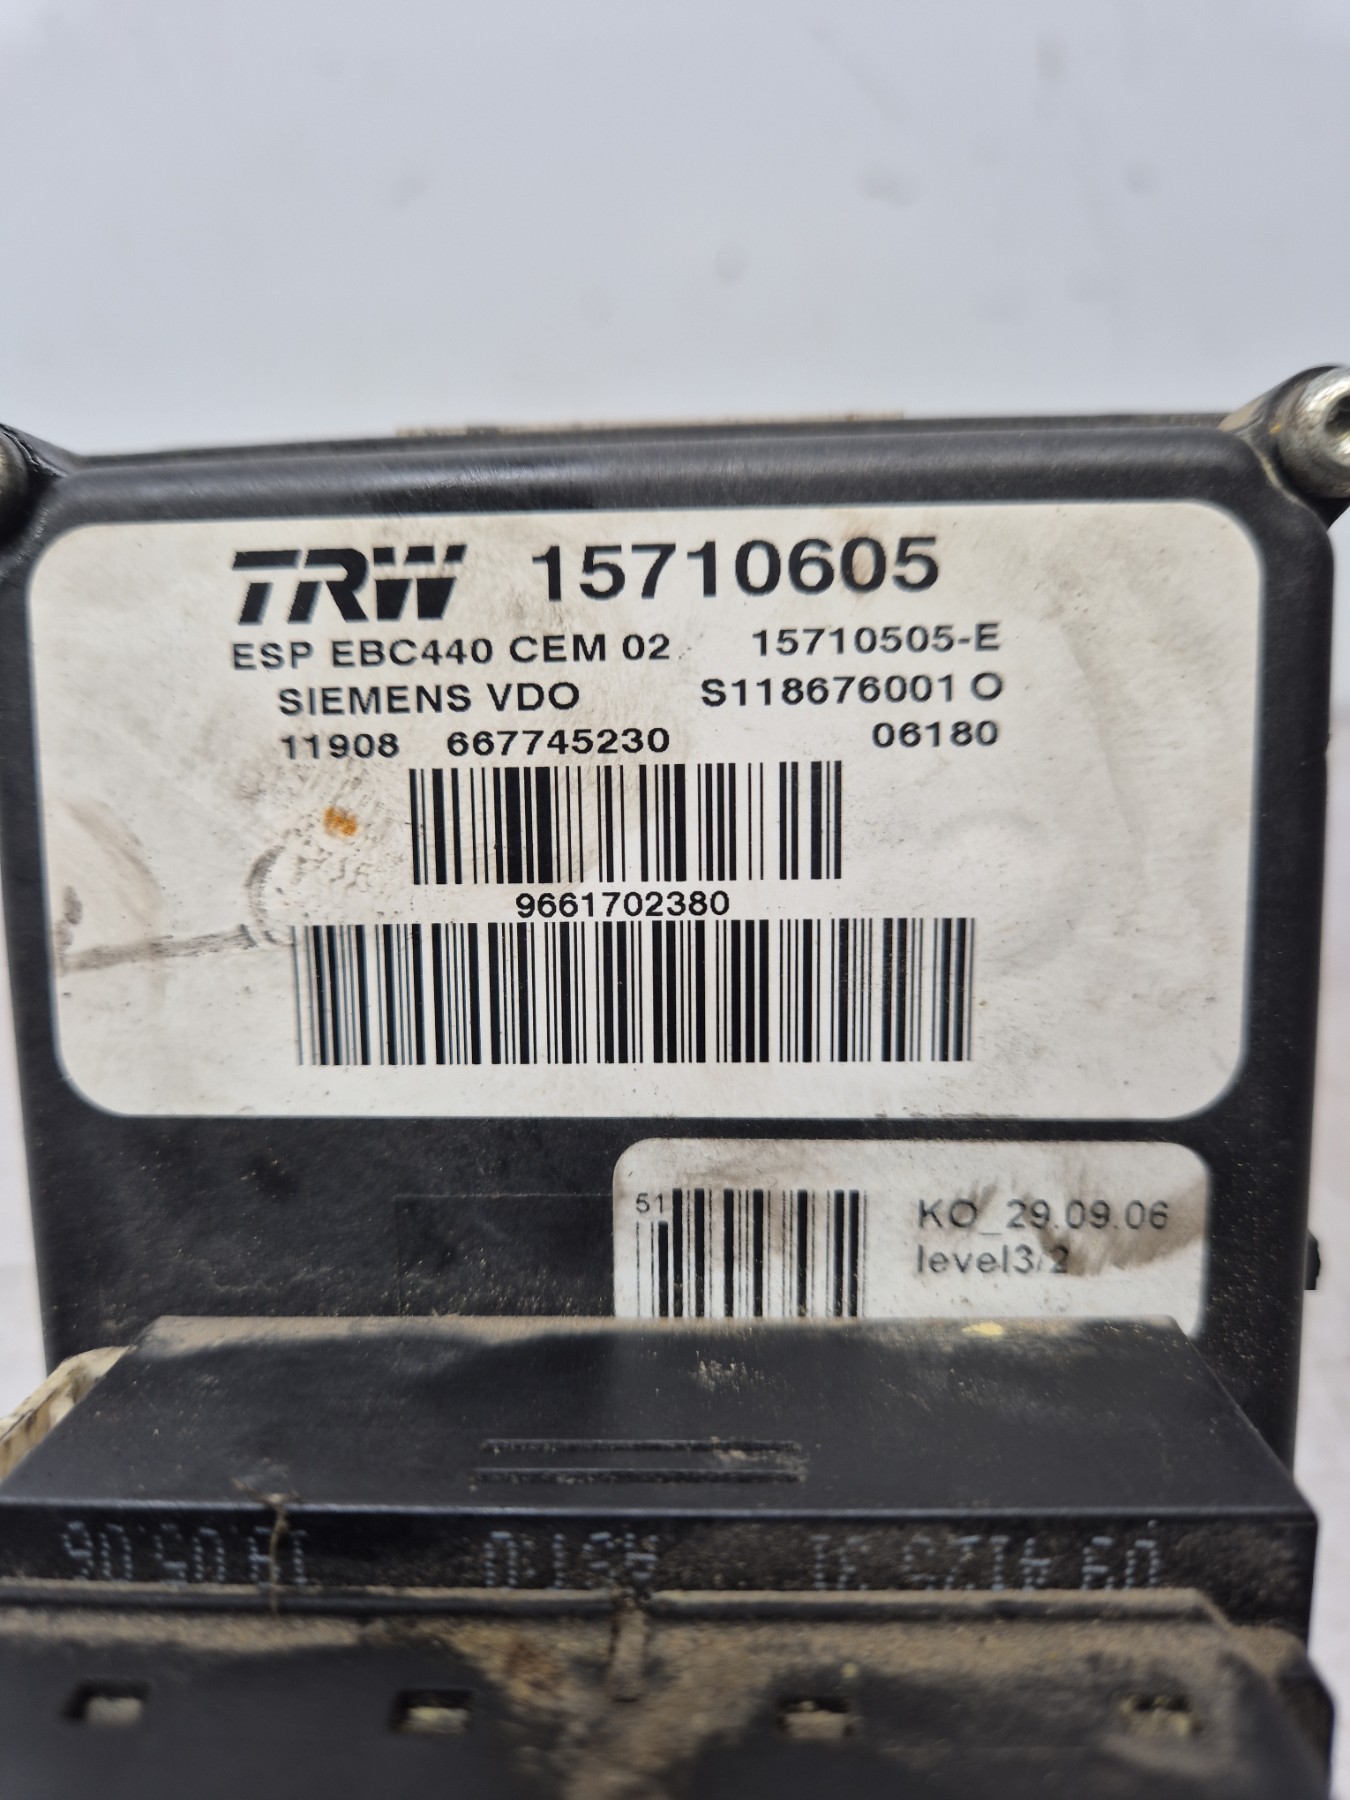 TRW 15710605
ESP EBC440 CEM 02 15710505-E
SIEMENS VDO S118676001 O
11908 667745230 06180
9661702380
51
KO_29.09.06
level3/2